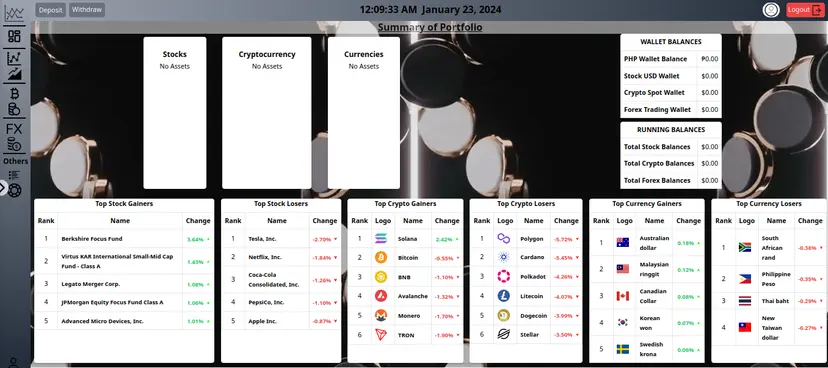 Deposit Withdraw 12:09:33 AM January 23, 2024 Logout
Summary of Portfolio
FX
Others
Stocks
No Assets
Cryptocurrency
No Assets
Currencies
No Assets
WALLET BALANCES
PHP Wallet Balance ₱0.00
Stock USD Wallet $0.00
Crypto Spot Wallet $0.00
Forex Trading Wallet $0.00
RUNNING BALANCES
Total Stock Balances $0.00
Total Crypto Balances $0.00
Total Forex Balances $0.00
Top Stock Gainers
Rank Name Change
1 Berkshire Focus Fund 3.64%
2 Virtus KAR International Small-Mid Cap
Fund - Class A 1.43%
3 Legato Merger Corp. 1.08%
4 JPMorgan Equity Focus Fund Class A 1.06%
5 Advanced Micro Devices, Inc. 1.01%
Top Stock Losers
Rank Name Change
1 Tesla, Inc. -2.70%
2 Netflix, Inc. -1.84%
3 Coca-Cola
Consolidated, Inc. -1.26%
4 PepsiCo, Inc. -1.10%
5 Apple Inc. -0.87%
Top Crypto Gainers
Rank Logo Name Change
1 Solana 2.42%
2 Bitcoin -0.55%
3 BNB -1.10%
4 Avalanche -1.32%
5 Monero -1.70%
6 TRON -1.90%
Top Crypto Losers
Rank Logo Name Change
1 Polygon -5.72%
2 Cardano -5.45%
3 Polkadot -4.26%
4 Litecoin -4.07%
5 Dogecoin -3.99%
6 Stellar -3.50%
Top Currency Gainers
Rank Logo Name Change
1 Australian
dollar 0.18%
2 Malaysian
ringgit 0.12%
3 Canadian
Dollar 0.08%
4 Korean
won 0.07%
5 Swedish
krona 0.06%
Top Currency Losers
Rank Logo Name Change
1 South
African
rand -0.38%
2 Philippine
Peso -0.35%
3 Thai baht -0.29%
4 New
Taiwan
dollar -0.27%